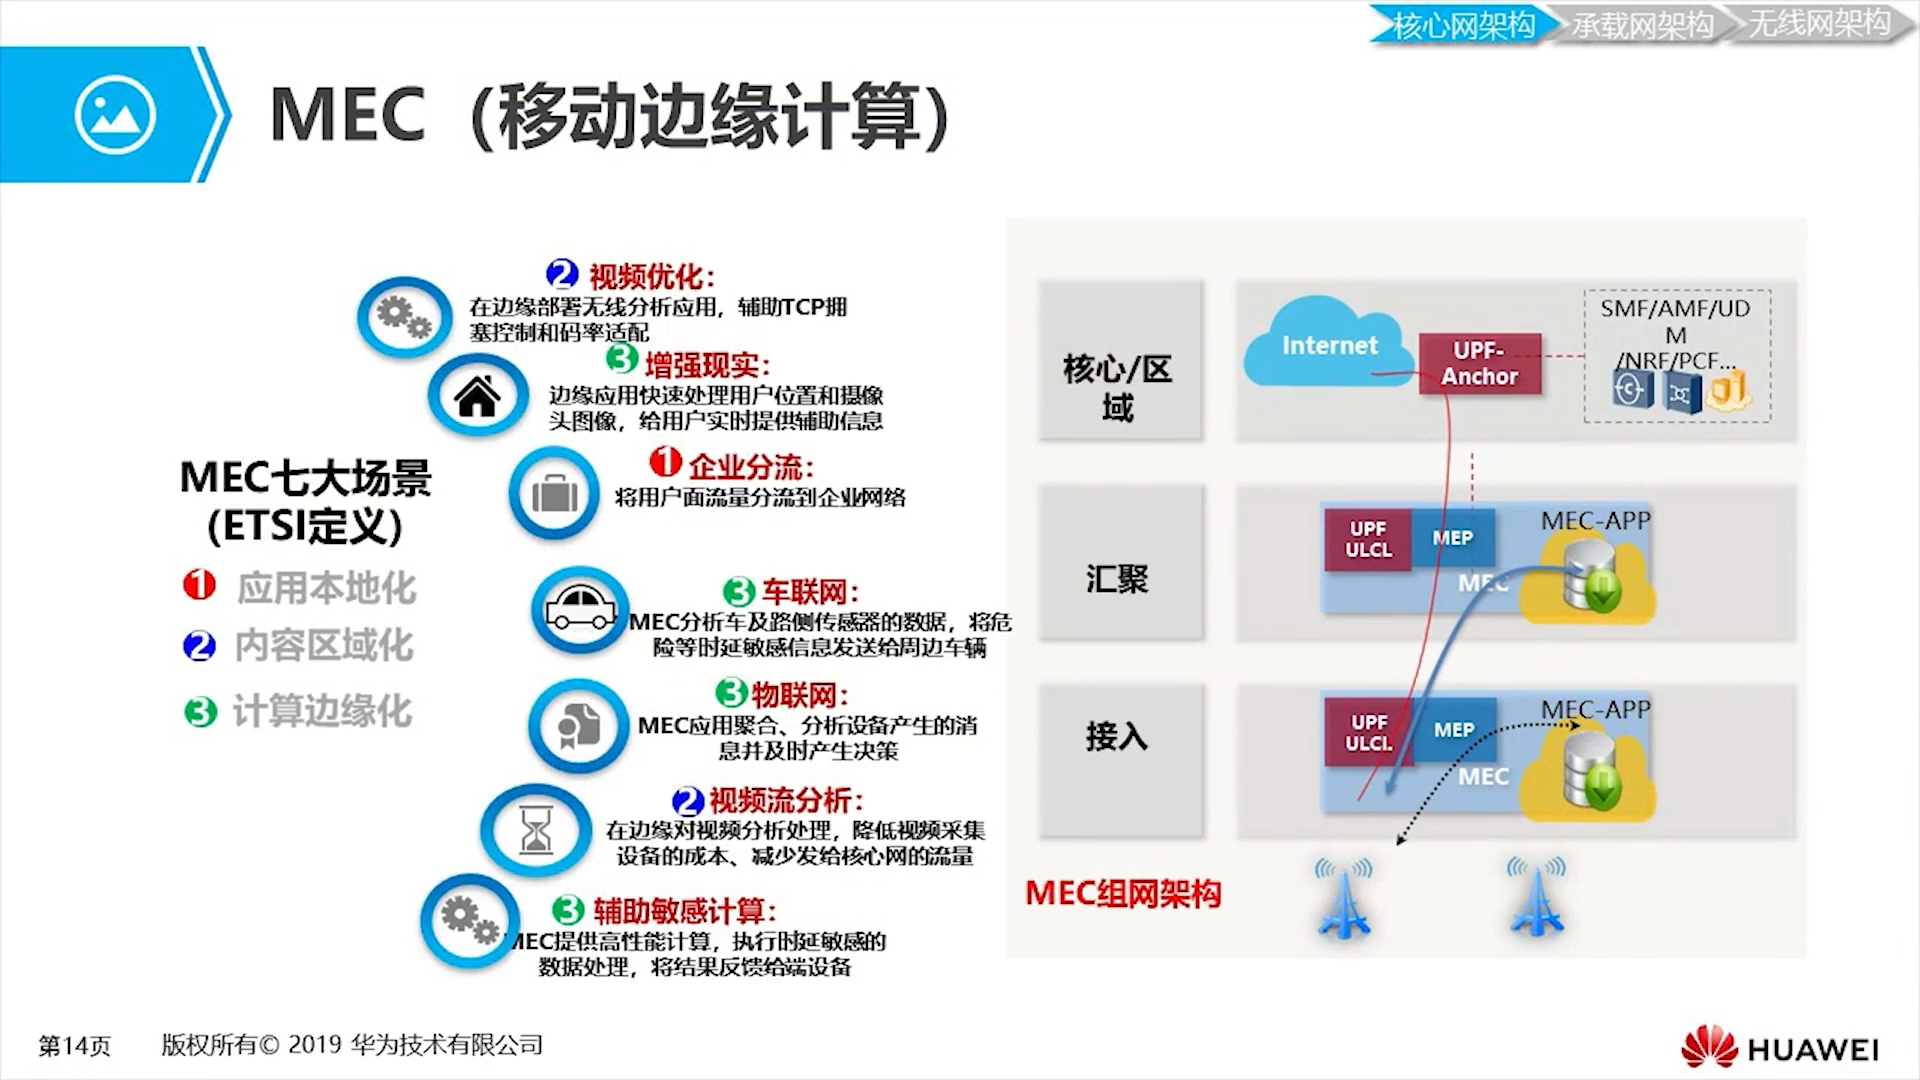 核心网架构
承载网架构
无线网架构
MEC（移动边缘计算）
② 视频优化：
在边缘部署无线分析应用，辅助TCP拥
塞控制和码率适配
③ 增强现实：
边缘应用快速处理用户位置和摄像
头图像，给用户实时提供辅助信息
① 企业分流：
将用户面流量分流到企业网络
MEC七大场景
(ETSI定义)
① 应用本地化
② 内容区域化
③ 计算边缘化
③ 车联网：
MEC分析车及路侧传感器的数据，将危
险等时延敏感信息发送给周边车辆
③ 物联网：
MEC应用聚合、分析设备产生的消
息并及时产生决策
② 视频流分析：
在边缘对视频分析处理，降低视频采集
设备的成本、减少发给核心网的流量
③ 辅助敏感计算：
MEC提供高性能计算，执行时延敏感的
数据处理，将结果反馈给端设备
核心/区
域
Internet
UPF-
Anchor
SMF/AMF/UD
M
/NRF/PCF...
汇聚
UPF
ULCL
MEP
MEC
MEC-APP
接入
UPF
ULCL
MEP
MEC
MEC-APP
MEC组网架构
第14页
版权所有© 2019 华为技术有限公司
HUAWEI